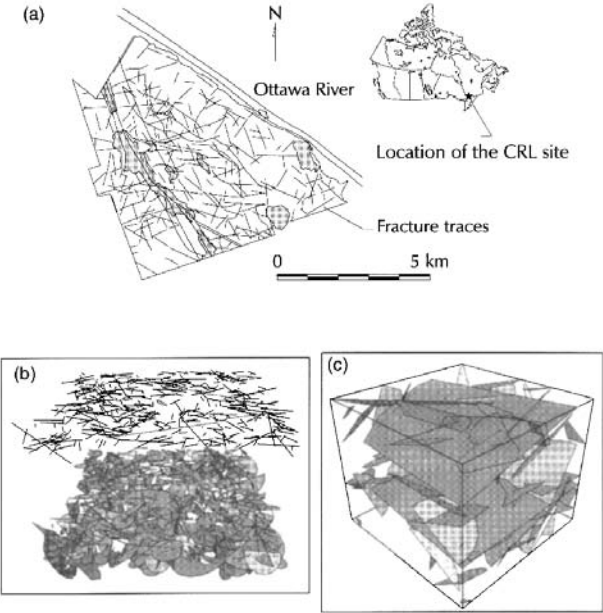 (a)
N
Ottawa River
Location of the CRL site
Fracture traces
0 5 km
(b)
(c)